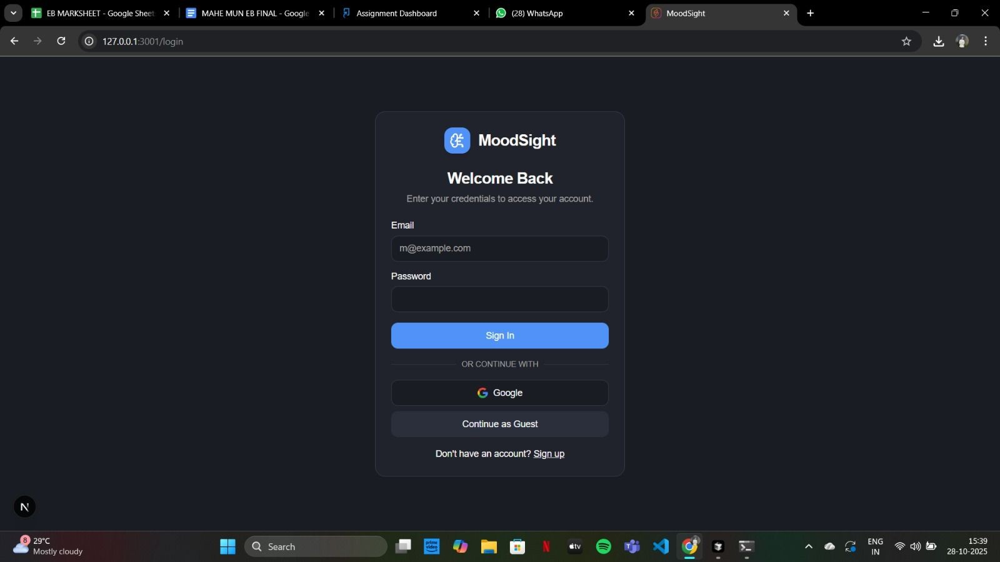 EB MARKSHEET - Google Sheet
MAHE MUN EB FINAL - Google
Assignment Dashboard
(28) WhatsApp
MoodSight
127.0.0.1:3001/login
MoodSight
Welcome Back
Enter your credentials to access your account.
Email
m@example.com
Password
Sign In
OR CONTINUE WITH
Google
Continue as Guest
Don't have an account? Sign up
N
8
29°C
Mostly cloudy
Search
prime video
tv
N
T
ENG
IN
15:39
28-10-2025